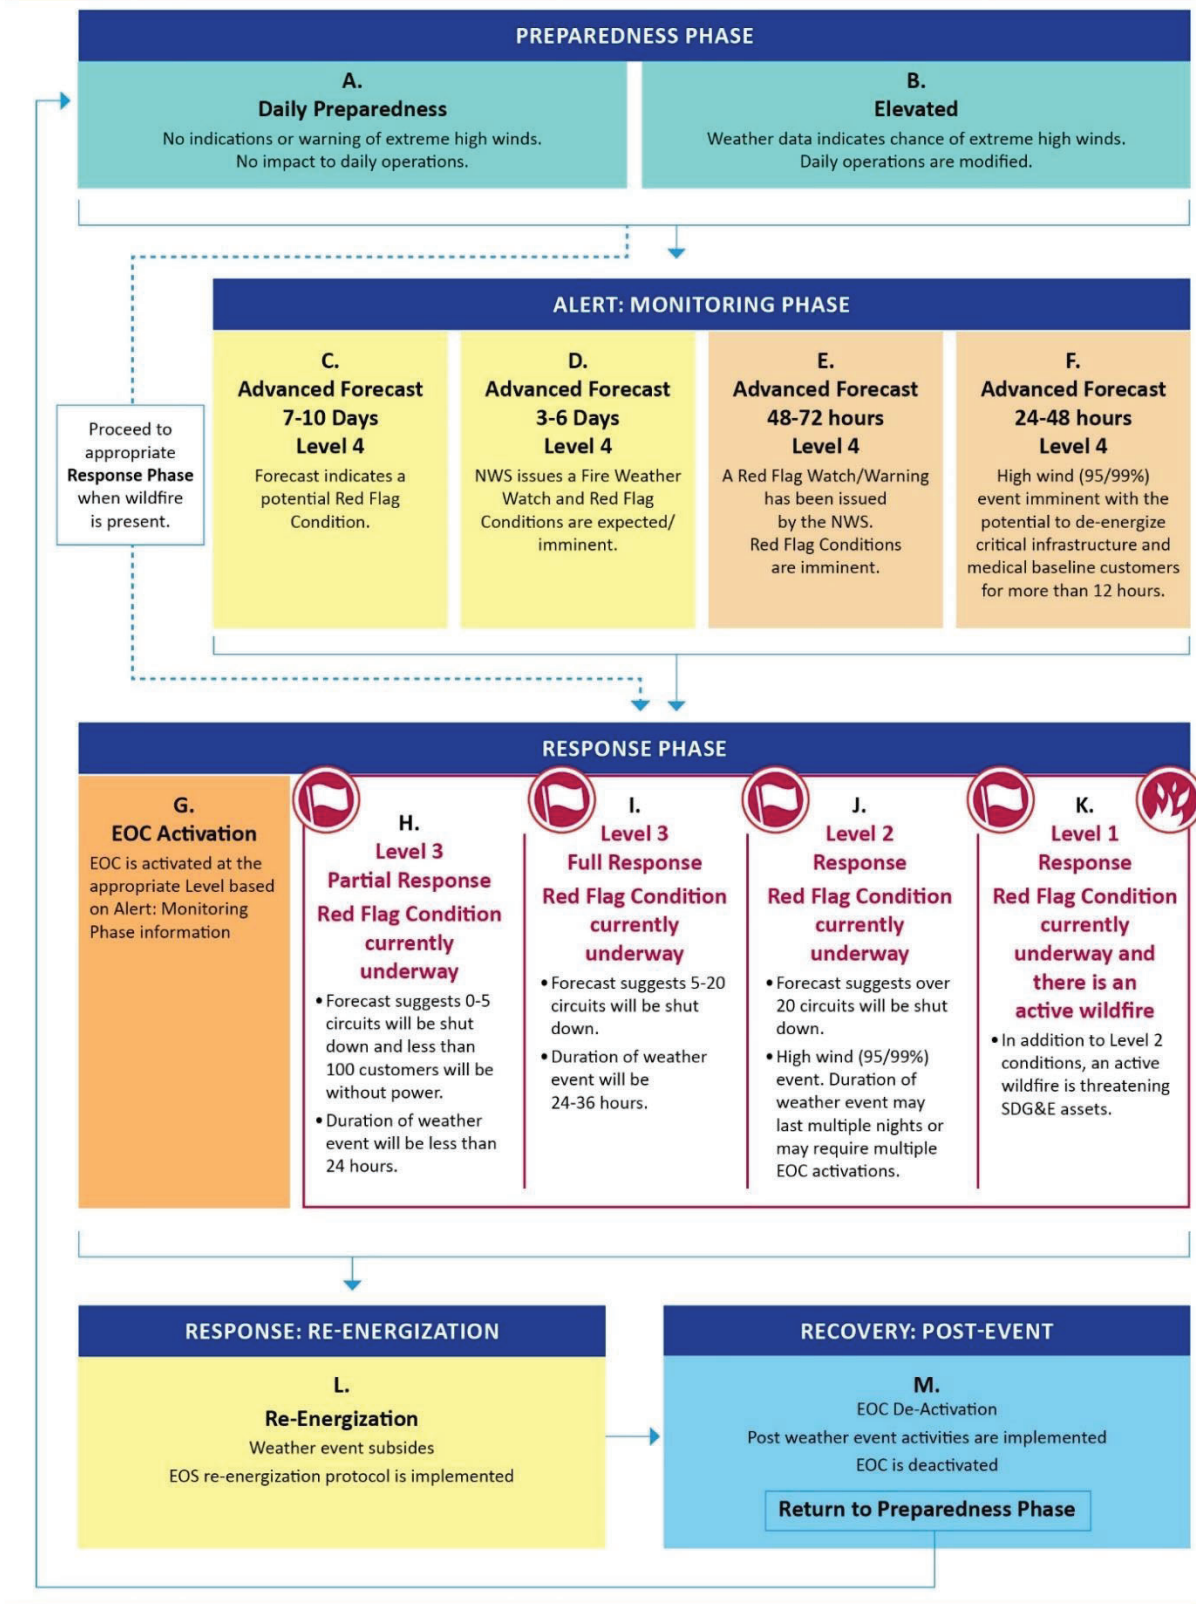 PREPAREDNESS PHASE
A.
Daily Preparedness
No indications or warning of extreme high winds.
No impact to daily operations.
B.
Elevated
Weather data indicates chance of extreme high winds.
Daily operations are modified.
Proceed to
appropriate
Response Phase
when wildfire
is present.
ALERT: MONITORING PHASE
C.
Advanced Forecast
7-10 Days
Level 4
Forecast indicates a
potential Red Flag
Condition.
D.
Advanced Forecast
3-6 Days
Level 4
NWS issues a Fire Weather
Watch and Red Flag
Conditions are expected/
imminent.
E.
Advanced Forecast
48-72 hours
Level 4
A Red Flag Watch/Warning
has been issued
by the NWS.
Red Flag Conditions
are imminent.
F.
Advanced Forecast
24-48 hours
Level 4
High wind (95/99%)
event imminent with the
potential to de-energize
critical infrastructure and
medical baseline customers
for more than 12 hours.
RESPONSE PHASE
G.
EOC Activation
EOC is activated at the
appropriate Level based
on Alert: Monitoring
Phase information
H.
Level 3
Partial Response
Red Flag Condition
currently
underway
• Forecast suggests 0-5
circuits will be shut
down and less than
100 customers will be
without power.
• Duration of weather
event will be less than
24 hours.
I.
Level 3
Full Response
Red Flag Condition
currently
underway
• Forecast suggests 5-20
circuits will be shut
down.
• Duration of weather
event will be
24-36 hours.
J.
Level 2
Response
Red Flag Condition
currently
underway
• Forecast suggests over
20 circuits will be shut
down.
• High wind (95/99%)
event. Duration of
weather event may
last multiple nights or
may require multiple
EOC activations.
K.
Level 1
Response
Red Flag Condition
currently
underway and
there is an
active wildfire
• In addition to Level 2
conditions, an active
wildfire is threatening
SDG&E assets.
RESPONSE: RE-ENERGIZATION
L.
Re-Energization
Weather event subsides
EOS re-energization protocol is implemented
RECOVERY: POST-EVENT
M.
EOC De-Activation
Post weather event activities are implemented
EOC is deactivated
Return to Preparedness Phase